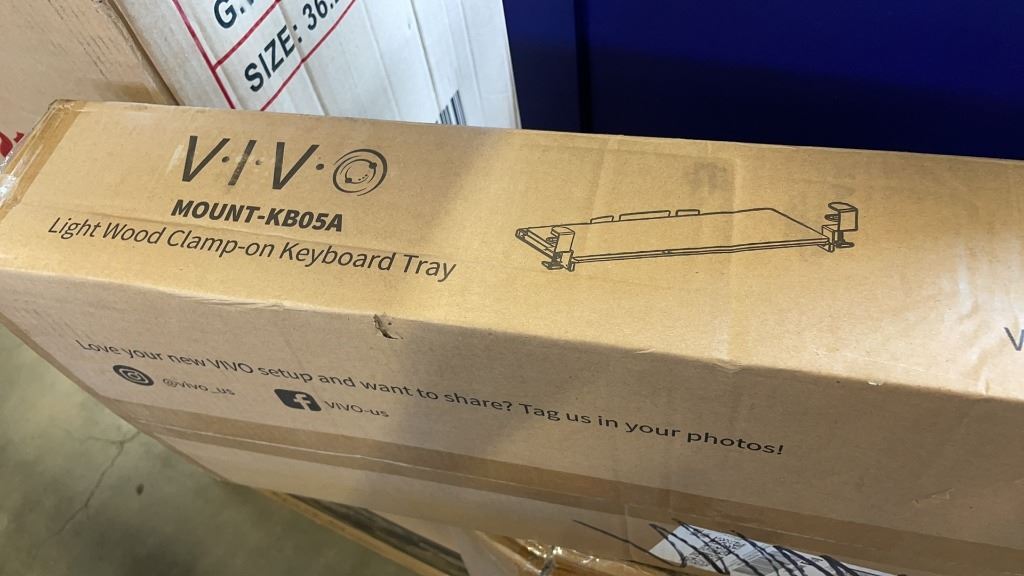 SIZE: 36.
V·I·V·O
MOUNT-KB05A
Light Wood Clamp-on Keyboard Tray
Love your new VIVO setup and want to share? Tag us in your photos!
@vivo_us
VIVO-us